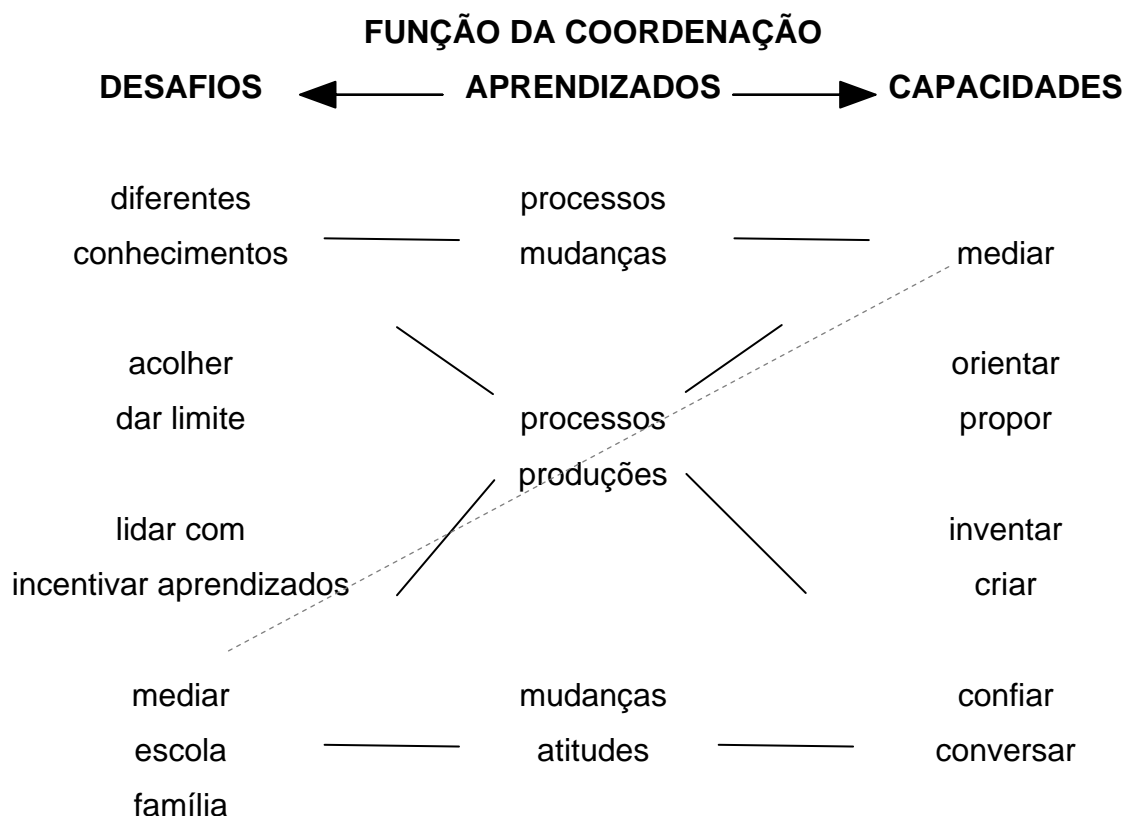 FUNÇÃO DA COORDENAÇÃO
DESAFIOS APRENDIZADOS CAPACIDADES
diferentes processos
conhecimentos mudanças mediar
acolher orientar
dar limite processos propor
produções
lidar com inventar
incentivar aprendizados criar
mediar mudanças confiar
escola atitudes conversar
família